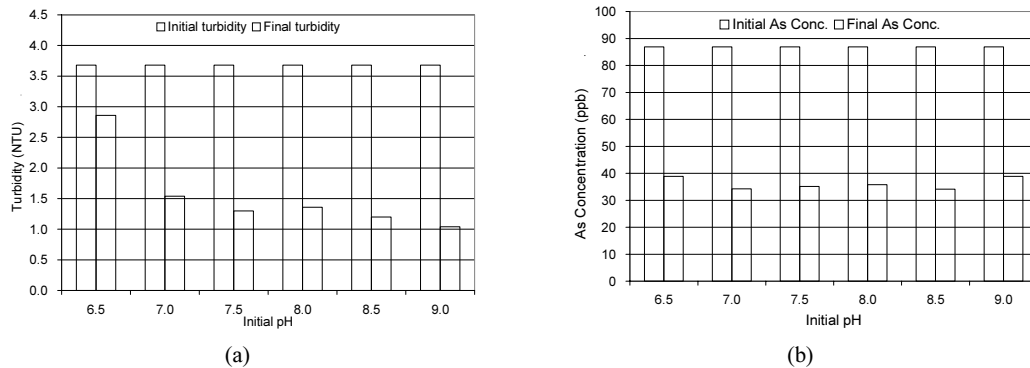 Initial turbidity Final turbidity
4.5
4.0
3.5
3.0
2.5
2.0
1.5
1.0
0.5
0.0
Turbidity (NTU)
6.5 7.0 7.5 8.0 8.5 9.0
Initial pH
(a)
Initial As Conc. Final As Conc.
100
90
80
70
60
50
40
30
20
10
0
As Concentration (ppb)
6.5 7.0 7.5 8.0 8.5 9.0
Initial pH
(b)